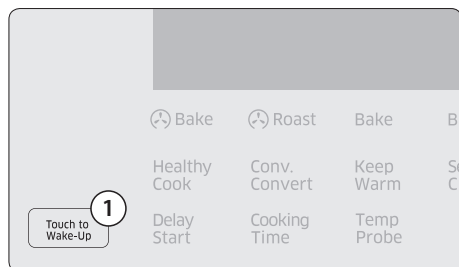 Bake Roast Bake B
Healthy Conv. Keep
Cook Convert Warm C
1
Touch to Delay Cooking Temp
Wake-Up Start Time Probe